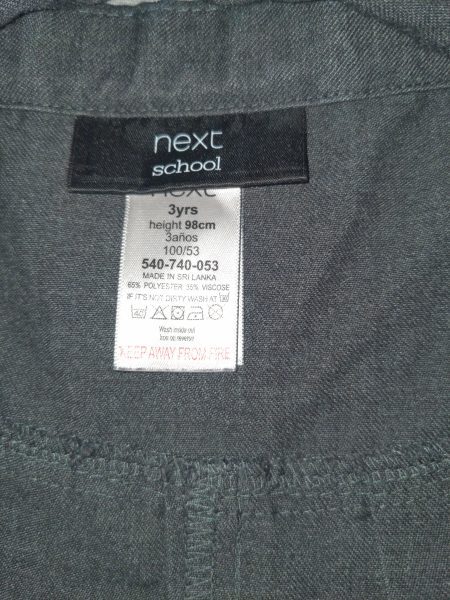 next
school
next
3yrs
height 98cm
3años
100/53
540-740-053
MADE IN SRI LANKA
65% POLYESTER 35% VISCOSE
IF IT'S NOT DIRTY WASH AT
Wash inside out
Iron on reverse
KEEP AWAY FROM FIRE